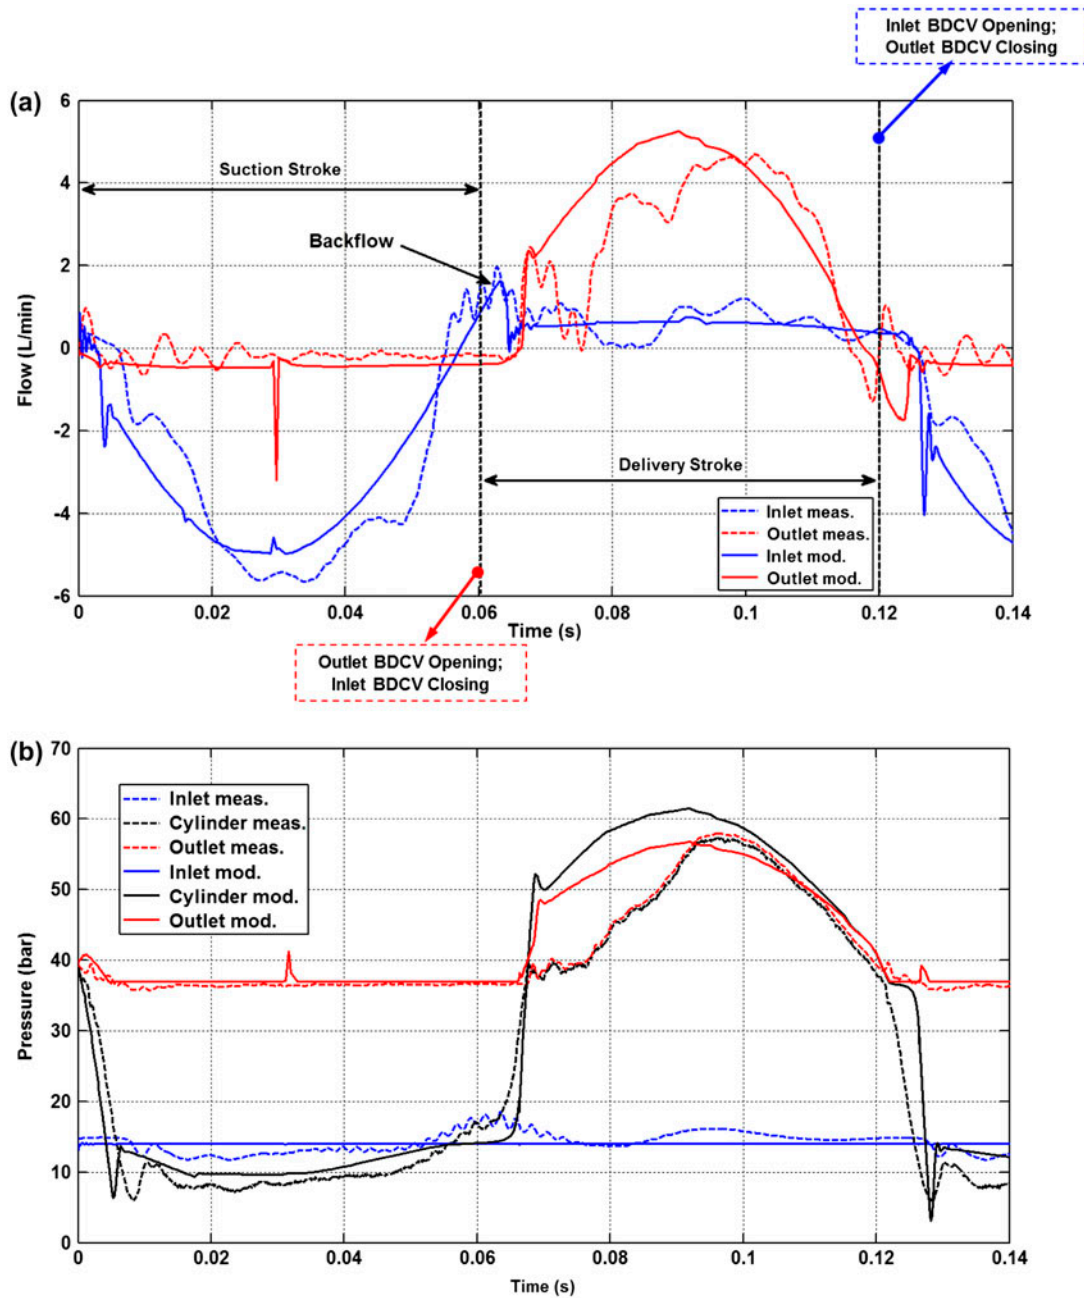 Inlet BDCV Opening;
Outlet BDCV Closing
(a)
6
4
2
0
-2
-4
-6
Flow (L/min)
Suction Stroke
Backflow
Delivery Stroke
Inlet meas.
Outlet meas.
Inlet mod.
Outlet mod.
0
0.02
0.04
0.06
0.08
0.1
0.12
0.14
Time (s)
Outlet BDCV Opening;
Inlet BDCV Closing
(b)
70
60
50
40
30
20
10
0
Pressure (bar)
Inlet meas.
Cylinder meas.
Outlet meas.
Inlet mod.
Cylinder mod.
Outlet mod.
0
0.02
0.04
0.06
0.08
0.1
0.12
0.14
Time (s)